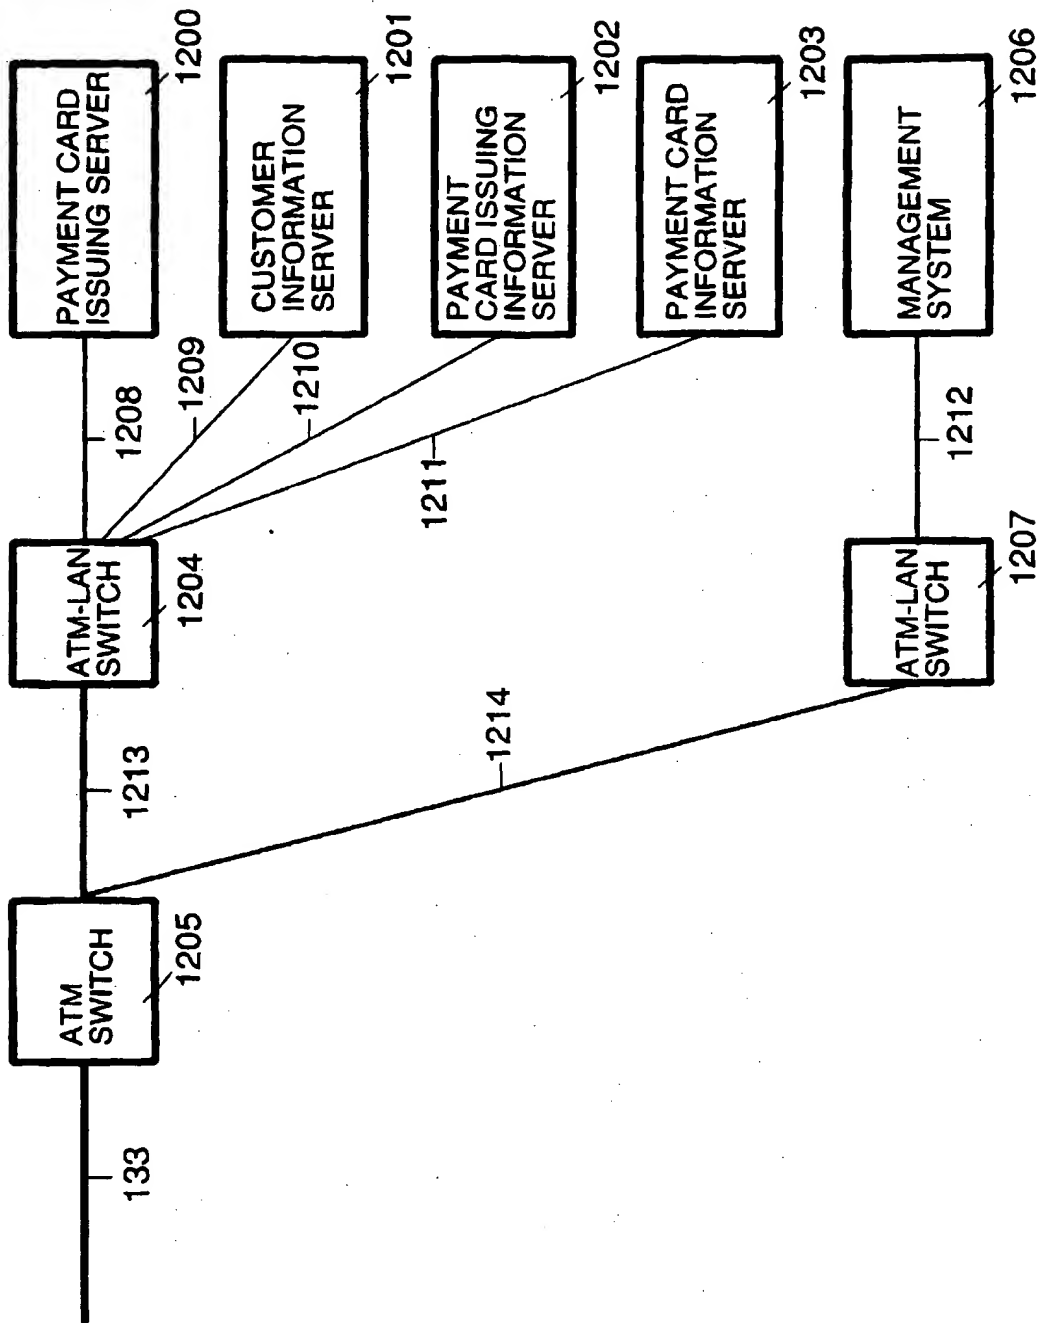 PAYMENT CARD
ISSUING SERVER
1200
CUSTOMER
INFORMATION
SERVER
1201
PAYMENT
CARD ISSUING
INFORMATION
SERVER
1202
PAYMENT CARD
INFORMATION
SERVER
1203
MANAGEMENT
SYSTEM
1206
1208
1209
1210
1211
1212
ATM-LAN
SWITCH
1204
ATM-LAN
SWITCH
1207
1213
1214
ATM
SWITCH
1205
133